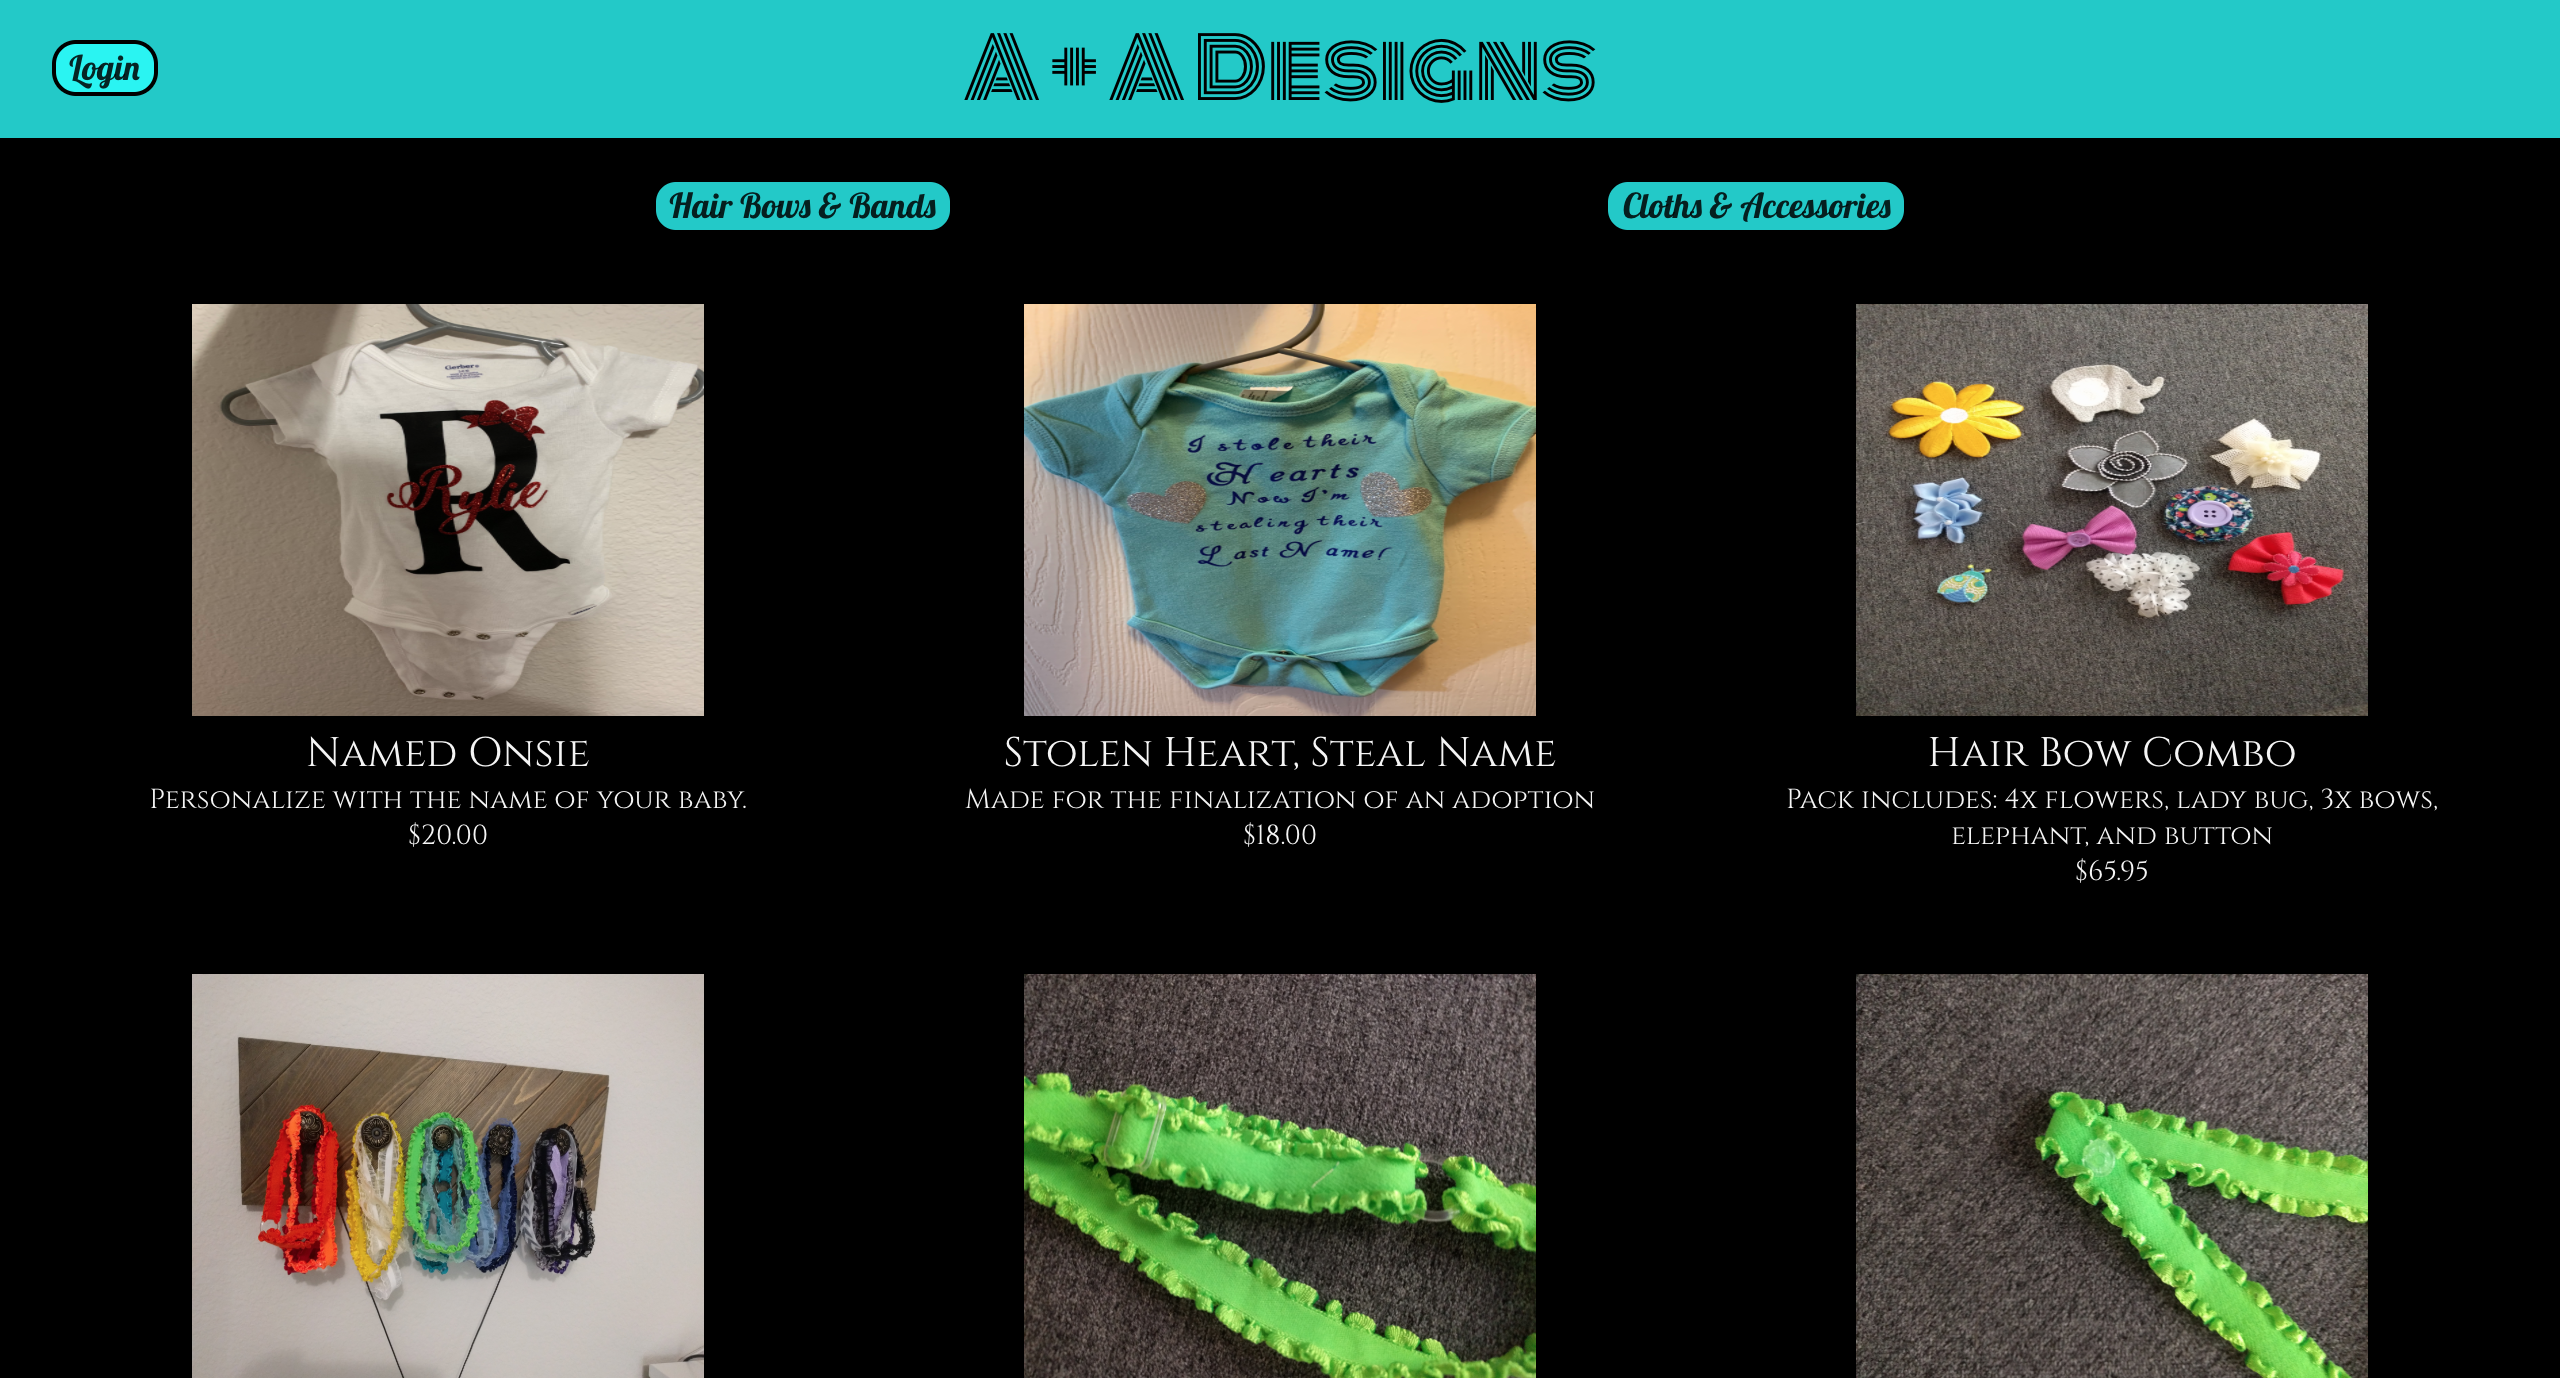 Login
A + A Designs
Hair Bows & Bands
Cloths & Accessories
Gerber
R
Rylie
I stole their
Hearts
Now I'm
stealing their
Last Name!
Named Onsie
Personalize with the name of your baby.
$20.00
Stolen Heart, Steal Name
Made for the finalization of an adoption
$18.00
Hair Bow Combo
Pack includes: 4x flowers, lady bug, 3x bows,
elephant, and button
$65.95